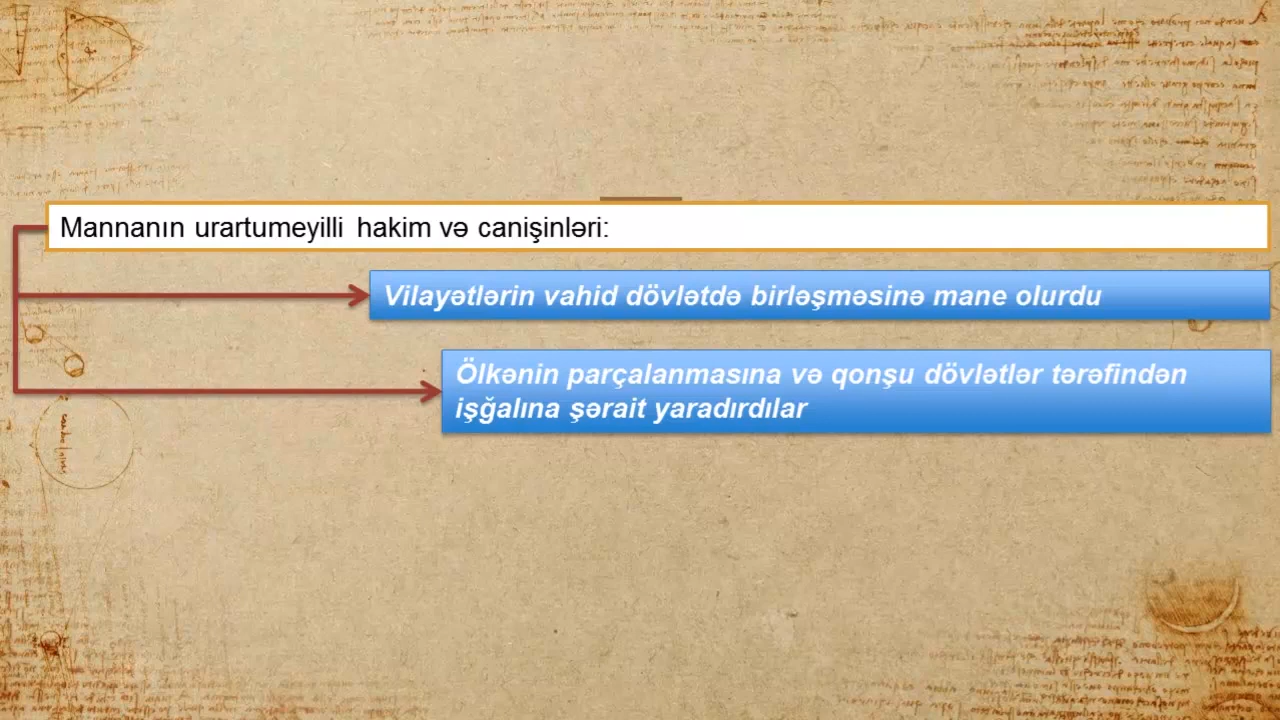 Mannanın urartumeyilli hakim və canişinləri:
Vilayətlərin vahid dövlətdə birləşməsinə mane olurdu
Ölkənin parçalanmasına və qonşu dövlətlər tərəfindən
işğalına şərait yaradırdılar